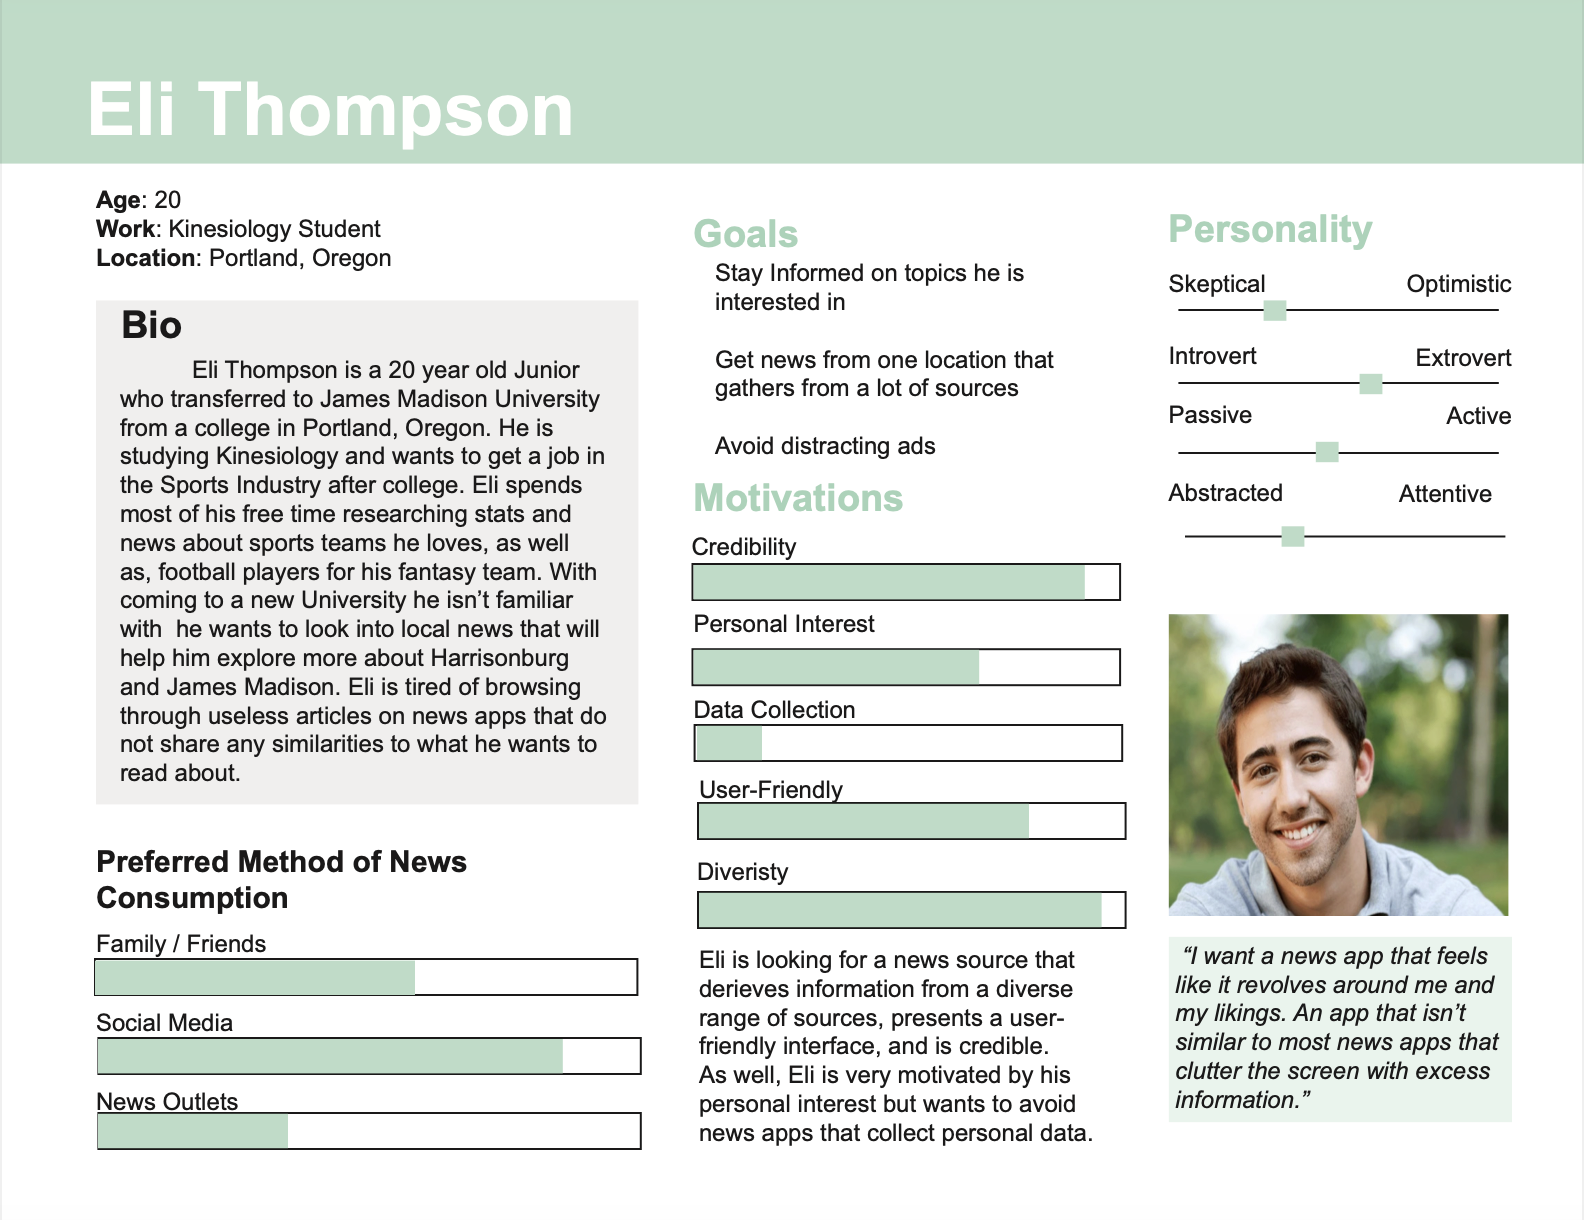 Eli Thompson
Age: 20
Work: Kinesiology Student
Location: Portland, Oregon
Bio
Eli Thompson is a 20 year old Junior
who transferred to James Madison University
from a college in Portland, Oregon. He is
studying Kinesiology and wants to get a job in
the Sports Industry after college. Eli spends
most of his free time researching stats and
news about sports teams he loves, as well
as, football players for his fantasy team. With
coming to a new University he isn’t familiar
with  he wants to look into local news that will
help him explore more about Harrisonburg
and James Madison. Eli is tired of browsing
through useless articles on news apps that do
not share any similarities to what he wants to
read about.
Preferred Method of News
Consumption
Family / Friends
Social Media
News Outlets
Goals
Stay Informed on topics he is
interested in
Get news from one location that
gathers from a lot of sources
Avoid distracting ads
Motivations
Credibility
Personal Interest
Data Collection
User-Friendly
Diveristy
Eli is looking for a news source that
derieves information from a diverse
range of sources, presents a user-
friendly interface, and is credible.
As well, Eli is very motivated by his
personal interest but wants to avoid
news apps that collect personal data.
Personality
Skeptical Optimistic
Introvert Extrovert
Passive Active
Abstracted Attentive
“I want a news app that feels
like it revolves around me and
my likings. An app that isn’t
similar to most news apps that
clutter the screen with excess
information.”